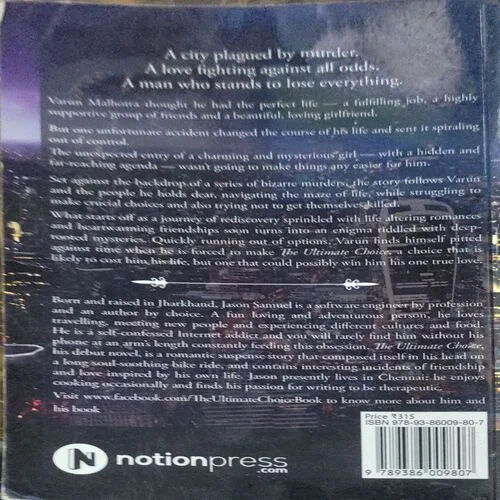 A city plagued by murder.
A love fighting against all odds.
A man who stands to lose everything.
Varun Malhotra thought he had the perfect life — a fulfilling job, a highly
supportive group of friends and a beautiful, loving girlfriend.
But one unfortunate accident changed the course of his life and sent it spiraling
out of control.
The unexpected entry of a charming and mysterious girl — with a hidden and
far-reaching agenda — wasn't going to make things any easier for him.
Set against the backdrop of a series of bizarre murders, the story follows Varun
and the people he holds dear, navigating the maze of life, while struggling to
make crucial choices and also trying not to get themselves killed.
What starts off as a journey of rediscovery sprinkled with life altering romances
and heartwarming friendships soon turns into an enigma riddled with deep-
rooted mysteries. Quickly running out of options, Varun finds himself pitted
against time when he is forced to make The Ultimate Choice, a choice that is
likely to cost him, his life, but one that could possibly win him his one true love.
Born and raised in Jharkhand, Jason Samuel is a software engineer by profession
and an author by choice. A fun loving and adventurous person, he loves
travelling, meeting new people and experiencing different cultures and food.
He is a self-confessed Internet addict and you will rarely find him without his
phone at an arm's length constantly feeding this obsession. The Ultimate Choice,
his debut novel, is a romantic suspense story that composed itself in his head on
a long soul-soothing bike ride, and contains interesting incidents of friendship
and love inspired by his own life. Jason presently lives in Chennai; he enjoys
cooking occasionally and finds his passion for writing to be therapeutic.
Visit www.facebook.com/TheUltimateChoiceBook to know more about him and
his book
Price ₹315
ISBN 978-93-86009-80-7
9 789386 009807
N notionpress
.com